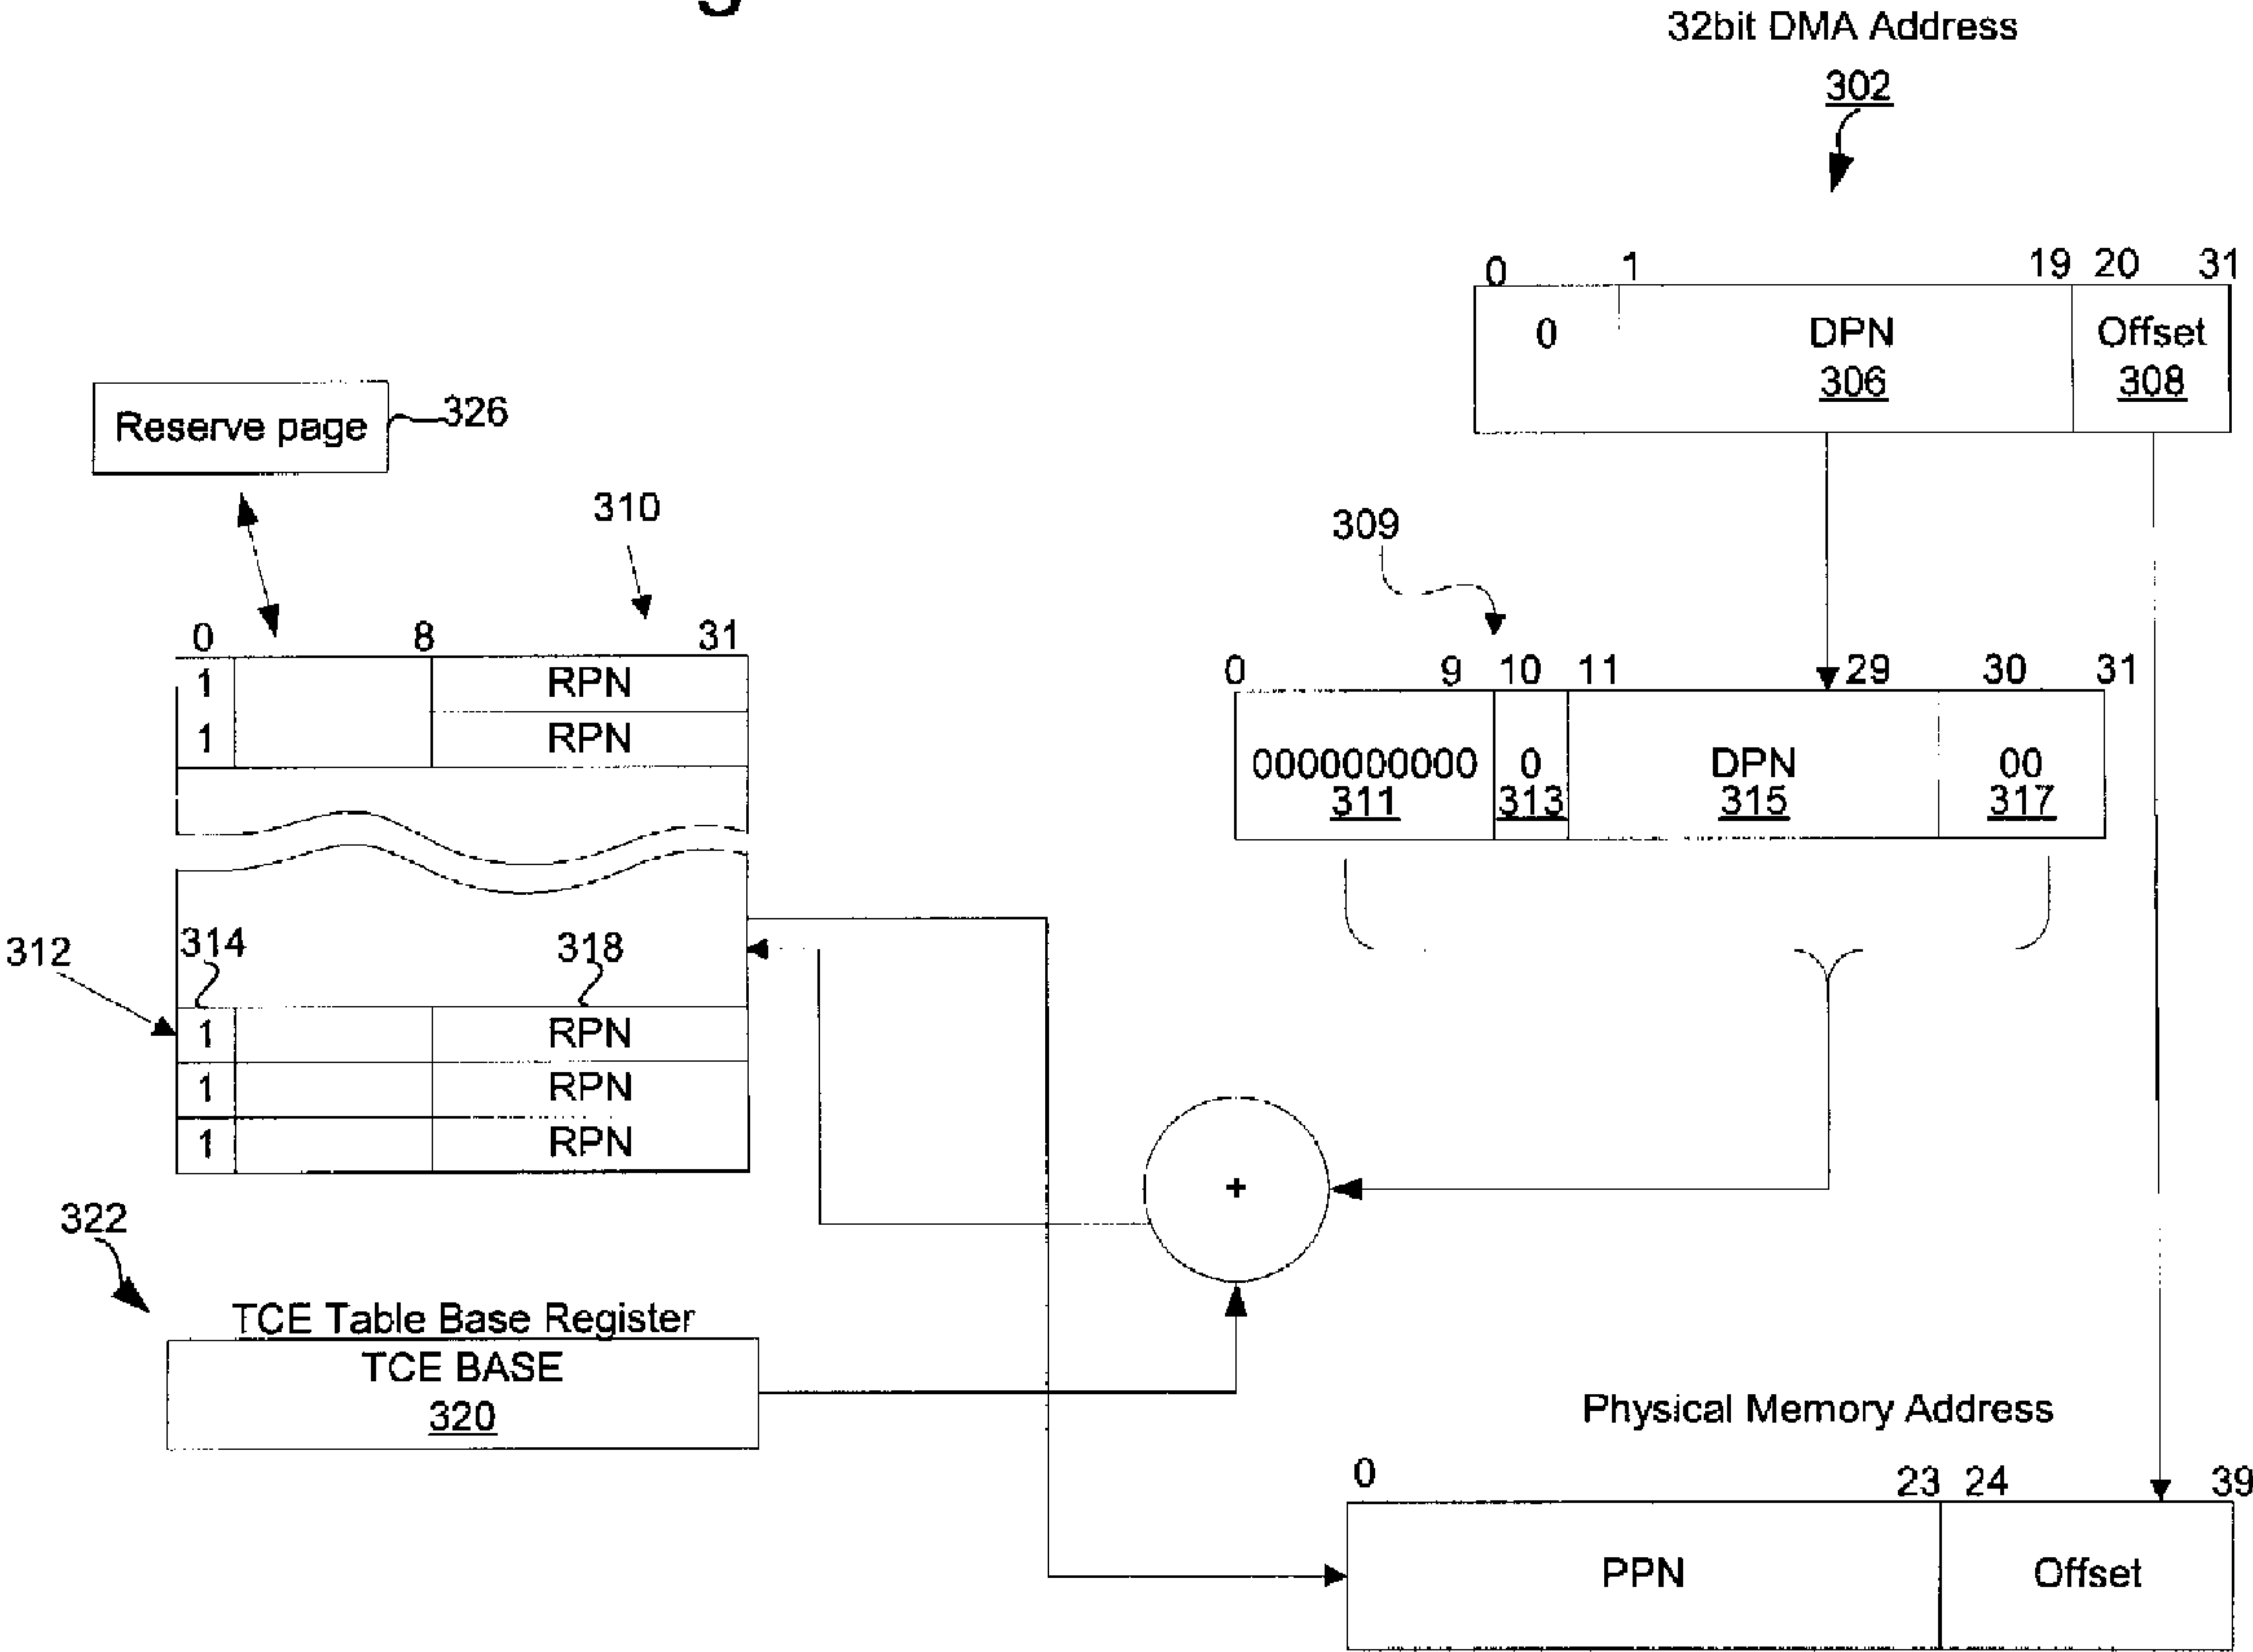 32bit DMA Address
302
0 1 19 20 31
0 DPN Offset
306 308
Reserve page 326
310
309
0 8 31
1 RPN
1 RPN
0 9 10 11 29 30 31
0000000000 0 DPN 00
311 313 315 317
312 314 318
1 RPN
1 RPN
1 RPN
+
322
TCE Table Base Register
TCE BASE
320
Physical Memory Address
0 23 24 39
PPN Offset